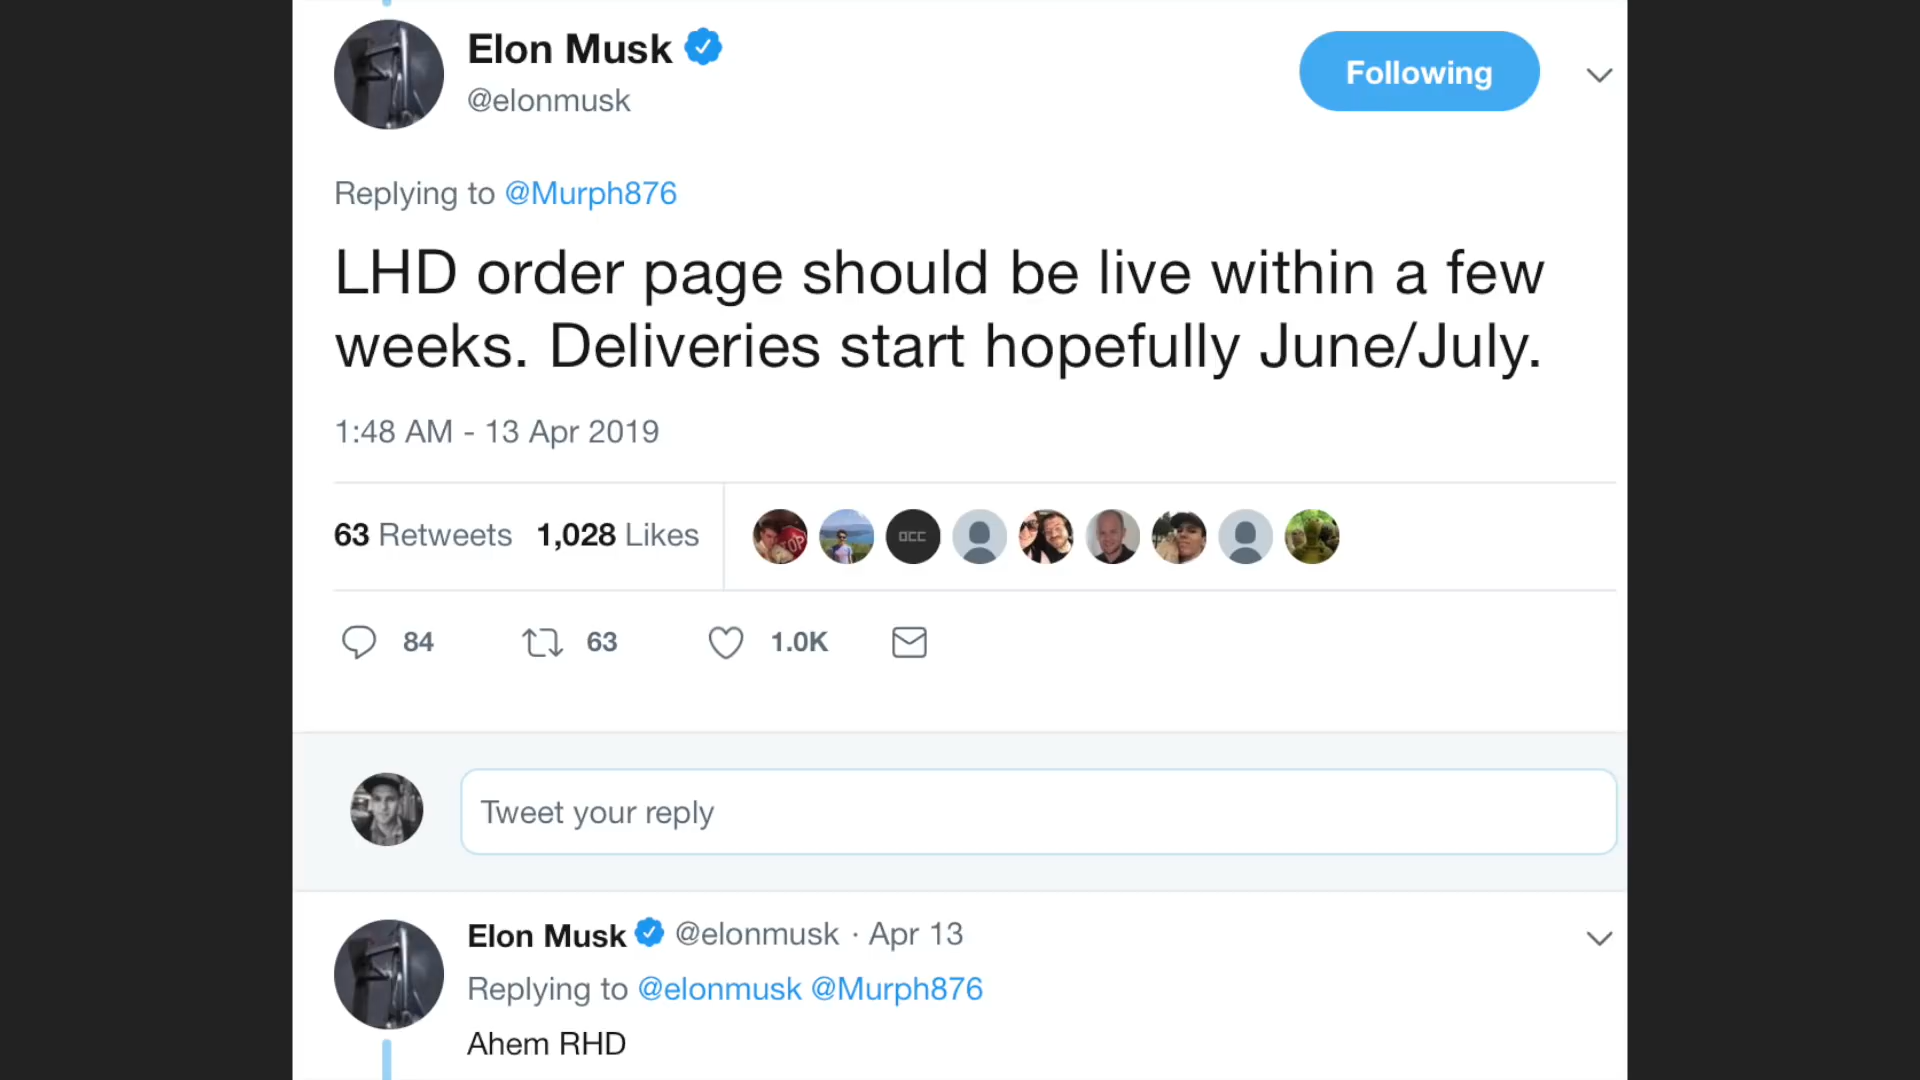 Elon Musk
Following
@elonmusk
Replying to @Murph876
LHD order page should be live within a few
weeks. Deliveries start hopefully June/July.
1:48 AM - 13 Apr 2019
63 Retweets 1,028 Likes
OCC
84 63 1.0K
Tweet your reply
Elon Musk @elonmusk · Apr 13
Replying to @elonmusk @Murph876
Ahem RHD